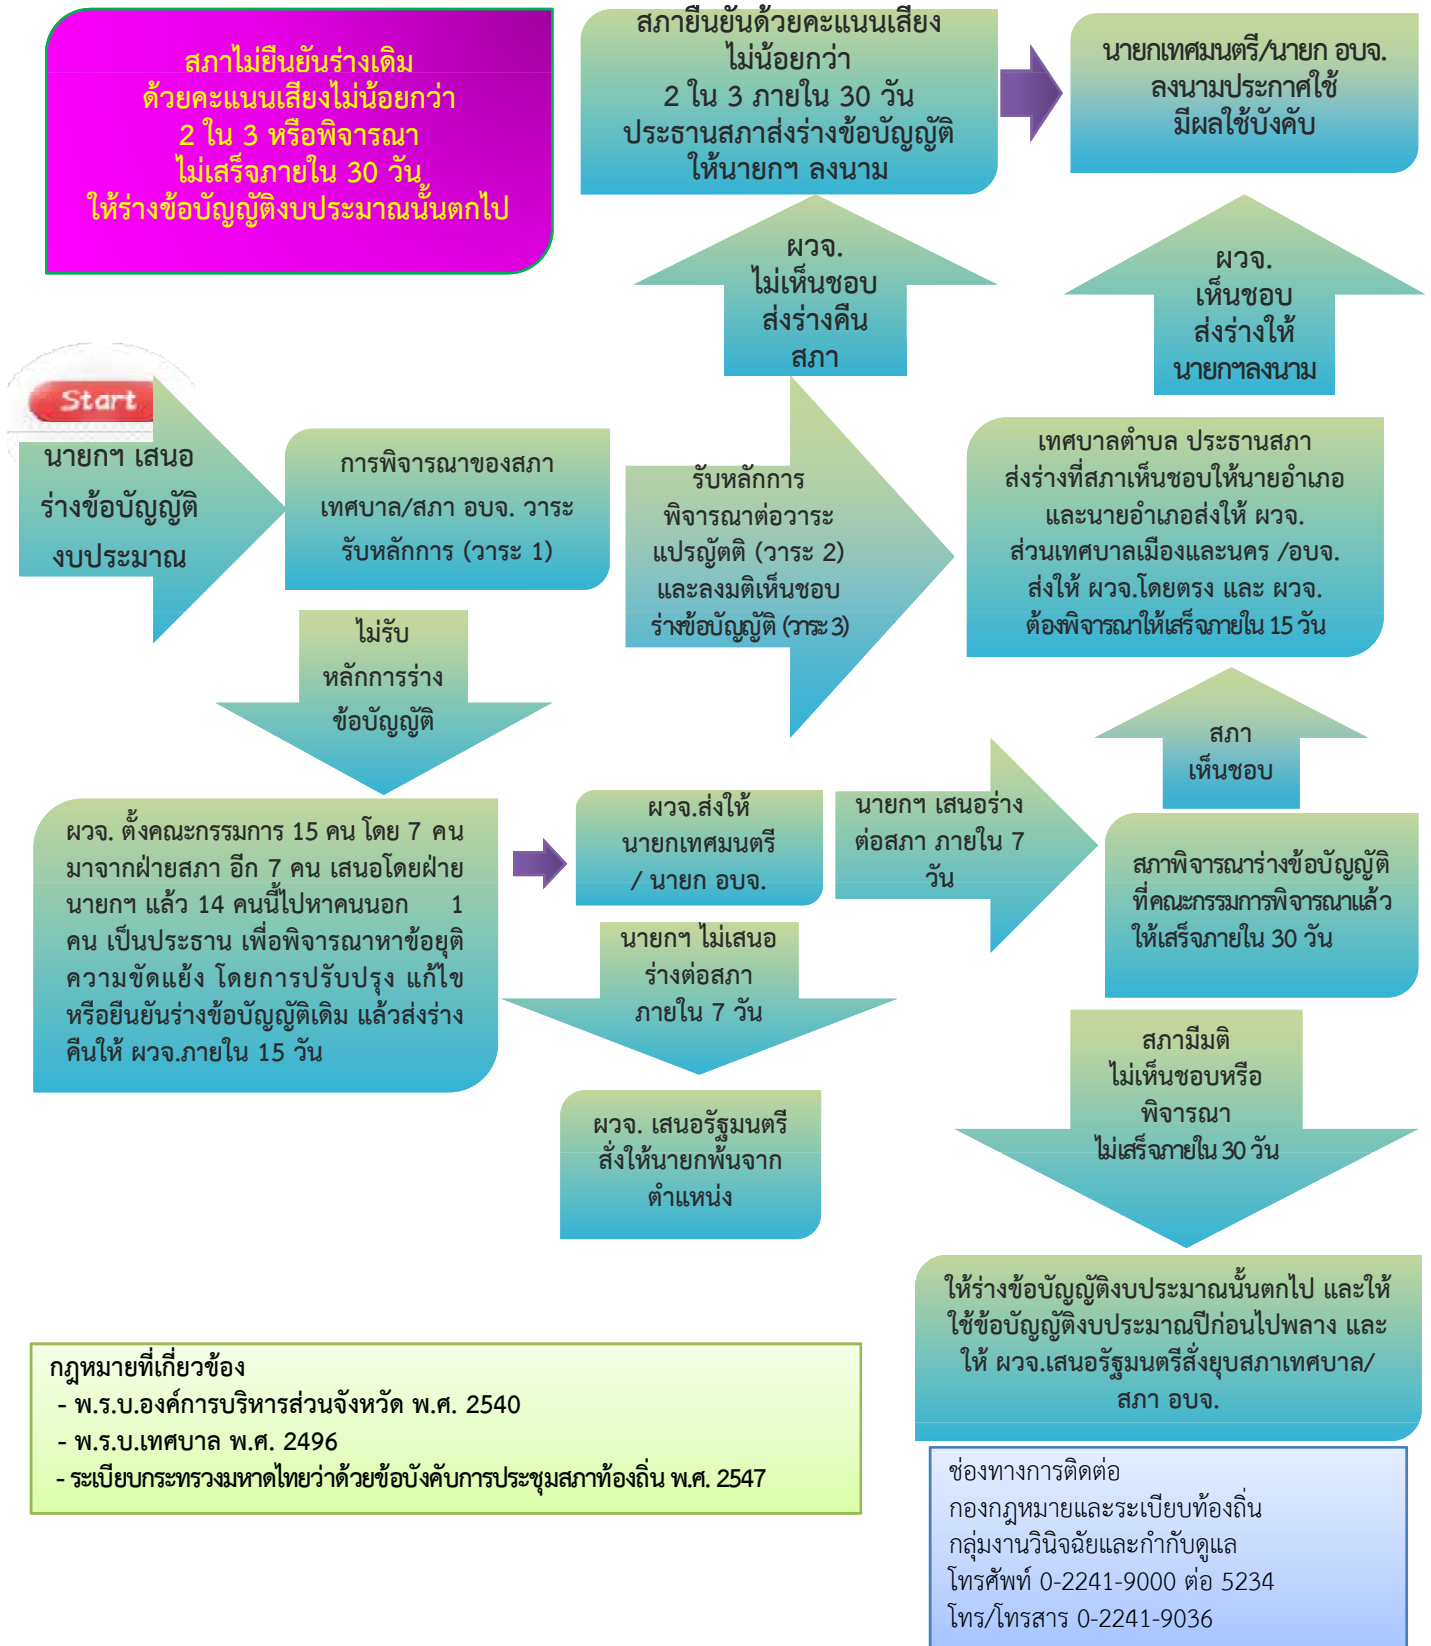 สภาไม่ยืนยันร่างเดิม
ด้วยคะแนนเสียงไม่น้อยกว่า
2 ใน 3 หรือพิจารณา
ไม่เสร็จภายใน 30 วัน
ให้ร่างข้อบัญญัติงบประมาณนั้นตกไป
สภายืนยันด้วยคะแนนเสียง
ไม่น้อยกว่า
2 ใน 3 ภายใน 30 วัน
ประธานสภาส่งร่างข้อบัญญัติ
ให้นายกฯ ลงนาม
นายกเทศมนตรี/นายก อบจ.
ลงนามประกาศใช้
มีผลใช้บังคับ
ผวจ.
ไม่เห็นชอบ
ส่งร่างคืน
สภา
ผวจ.
เห็นชอบ
ส่งร่างให้
นายกฯลงนาม
Start
นายกฯ เสนอ
ร่างข้อบัญญัติ
งบประมาณ
การพิจารณาของสภา
เทศบาล/สภา อบจ. วาระ
รับหลักการ (วาระ 1)
รับหลักการ
พิจารณาต่อวาระ
แปรญัตติ (วาระ 2)
และลงมติเห็นชอบ
ร่างข้อบัญญัติ (วาระ 3)
เทศบาลตำบล ประธานสภา
ส่งร่างที่สภาเห็นชอบให้นายอำเภอ
และนายอำเภอส่งให้ ผวจ.
ส่วนเทศบาลเมืองและนคร /อบจ.
ส่งให้ ผวจ.โดยตรง และ ผวจ.
ต้องพิจารณาให้เสร็จภายใน 15 วัน
ไม่รับ
หลักการร่าง
ข้อบัญญัติ
สภา
เห็นชอบ
ผวจ. ตั้งคณะกรรมการ 15 คน โดย 7 คน
มาจากฝ่ายสภา อีก 7 คน เสนอโดยฝ่าย
นายกฯ แล้ว 14 คนนี้ไปหาคนนอก 1
คน เป็นประธาน เพื่อพิจารณาหาข้อยุติ
ความขัดแย้ง โดยการปรับปรุง แก้ไข
หรือยืนยันร่างข้อบัญญัติเดิม แล้วส่งร่าง
คืนให้ ผวจ.ภายใน 15 วัน
ผวจ.ส่งให้
นายกเทศมนตรี
/ นายก อบจ.
นายกฯ เสนอร่าง
ต่อสภา ภายใน 7
วัน
สภาพิจารณาร่างข้อบัญญัติ
ที่คณะกรรมการพิจารณาแล้ว
ให้เสร็จภายใน 30 วัน
นายกฯ ไม่เสนอ
ร่างต่อสภา
ภายใน 7 วัน
สภามีมติ
ไม่เห็นชอบหรือ
พิจารณา
ไม่เสร็จภายใน 30 วัน
ผวจ. เสนอรัฐมนตรี
สั่งให้นายกพ้นจาก
ตำแหน่ง
ให้ร่างข้อบัญญัติงบประมาณนั้นตกไป และให้
ใช้ข้อบัญญัติงบประมาณปีก่อนไปพลาง และ
ให้ ผวจ.เสนอรัฐมนตรีสั่งยุบสภาเทศบาล/
สภา อบจ.
กฎหมายที่เกี่ยวข้อง
- พ.ร.บ.องค์การบริหารส่วนจังหวัด พ.ศ. 2540
- พ.ร.บ.เทศบาล พ.ศ. 2496
- ระเบียบกระทรวงมหาดไทยว่าด้วยข้อบังคับการประชุมสภาท้องถิ่น พ.ศ. 2547
ช่องทางการติดต่อ
กองกฎหมายและระเบียบท้องถิ่น
กลุ่มงานวินิจฉัยและกำกับดูแล
โทรศัพท์ 0-2241-9000 ต่อ 5234
โทร/โทรสาร 0-2241-9036